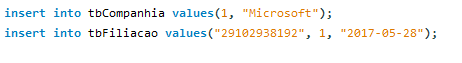 insert into tbCompanhia values(1, "Microsoft");
insert into tbFiliacao values("29102938192", 1, "2017-05-28");